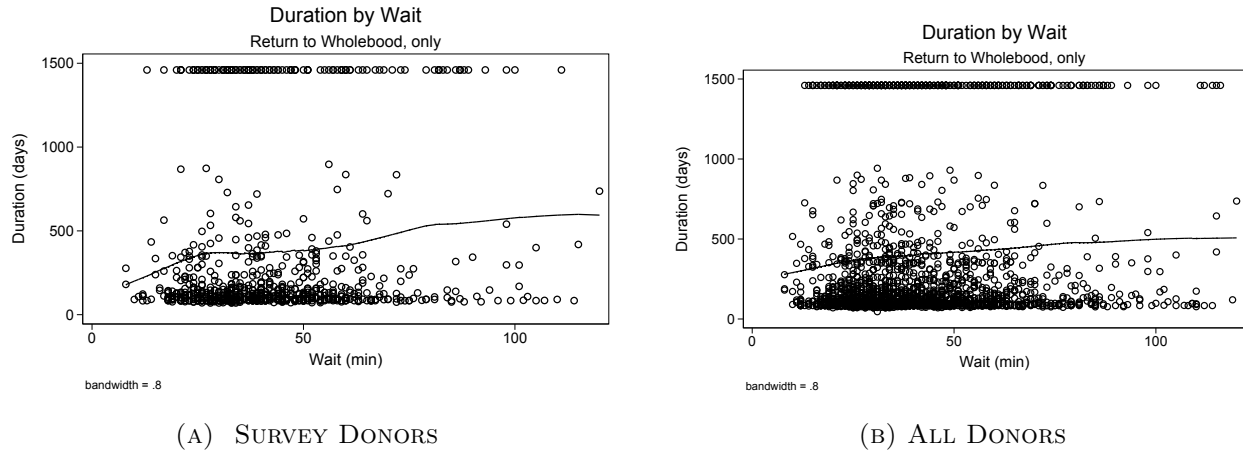 Duration by Wait
Return to Wholebood, only
1500
1000
500
0
Duration (days)
0
50
100
Wait (min)
bandwidth = .8
(A) SURVEY DONORS
Duration by Wait
Return to Wholebood, only
1500
1000
500
0
Duration (days)
0
50
100
Wait (min)
bandwidth = .8
(B) ALL DONORS